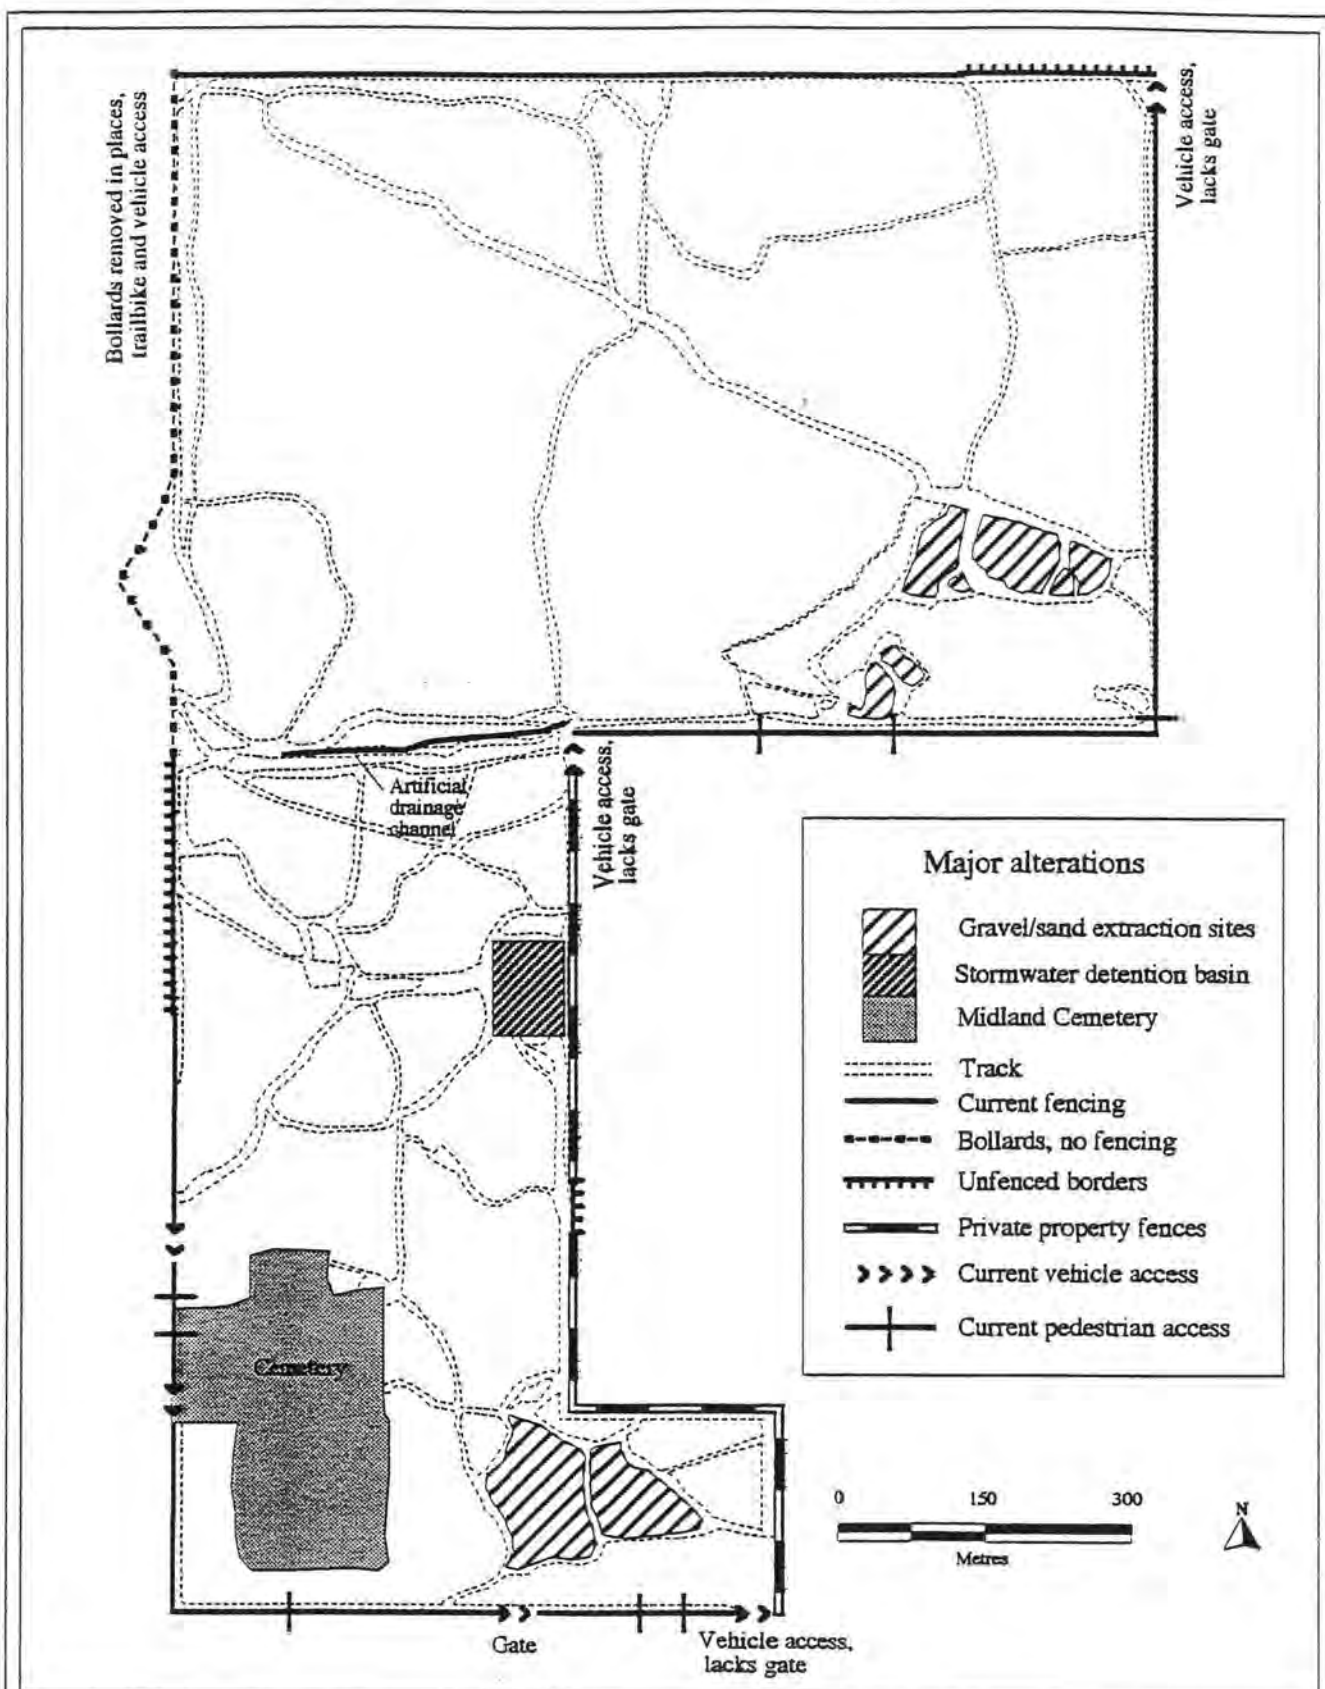 Bollards removed in places,
trailbike and vehicle access
Vehicle access,
lacks gate
Artificial
drainage
channel
Vehicle access,
lacks gate
Cemetery
Gate
Vehicle access,
lacks gate
Major alterations
Gravel/sand extraction sites
Stormwater detention basin
Midland Cemetery
Track
Current fencing
Bollards, no fencing
Unfenced borders
Private property fences
Current vehicle access
Current pedestrian access
0 150 300
Metres
N